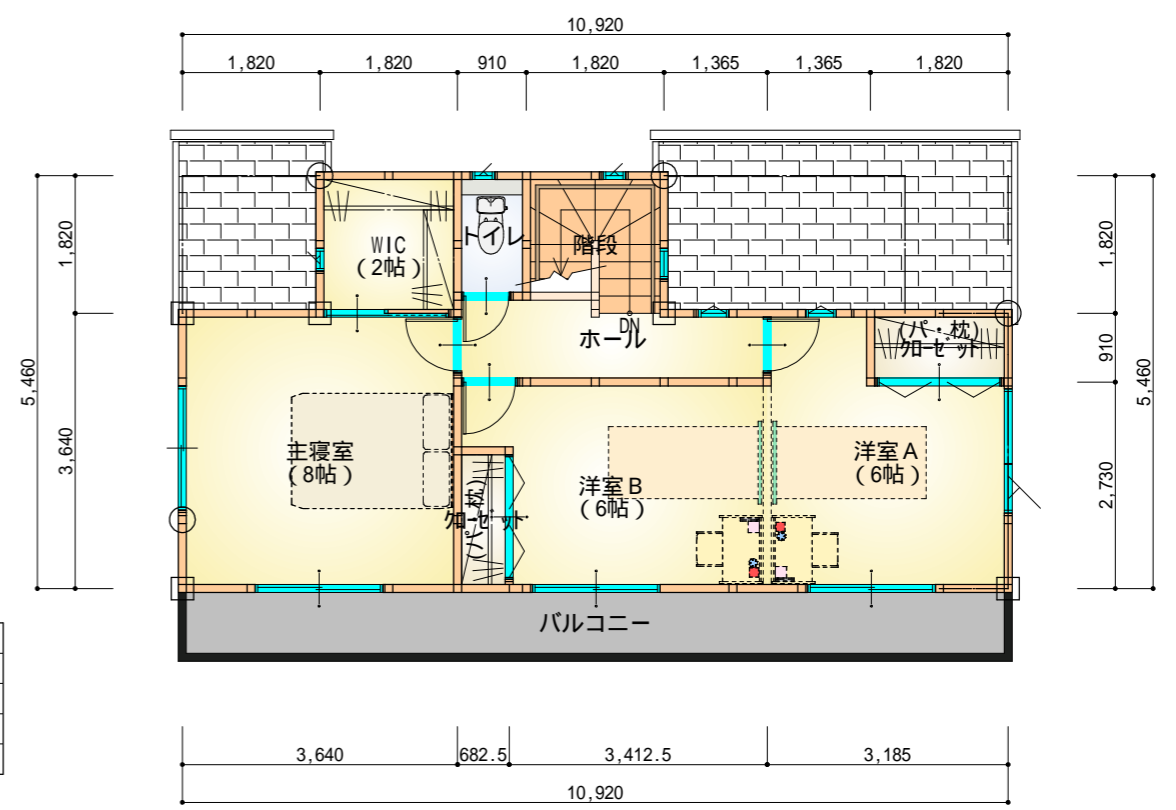 10,920
1,820 1,820 910 1,820 1,365 1,365 1,820
5,460
1,820
3,640
WIC
(2帖)
トイレ
階段
DN
ホール
(パ・枕)
クローゼット
主寝室
(8帖)
洋室A
(6帖)
洋室B
(6帖)
(パ・枕)
クローゼット
バルコニー
1,820
910
2,730
5,460
3,640 682.5 3,412.5 3,185
10,920